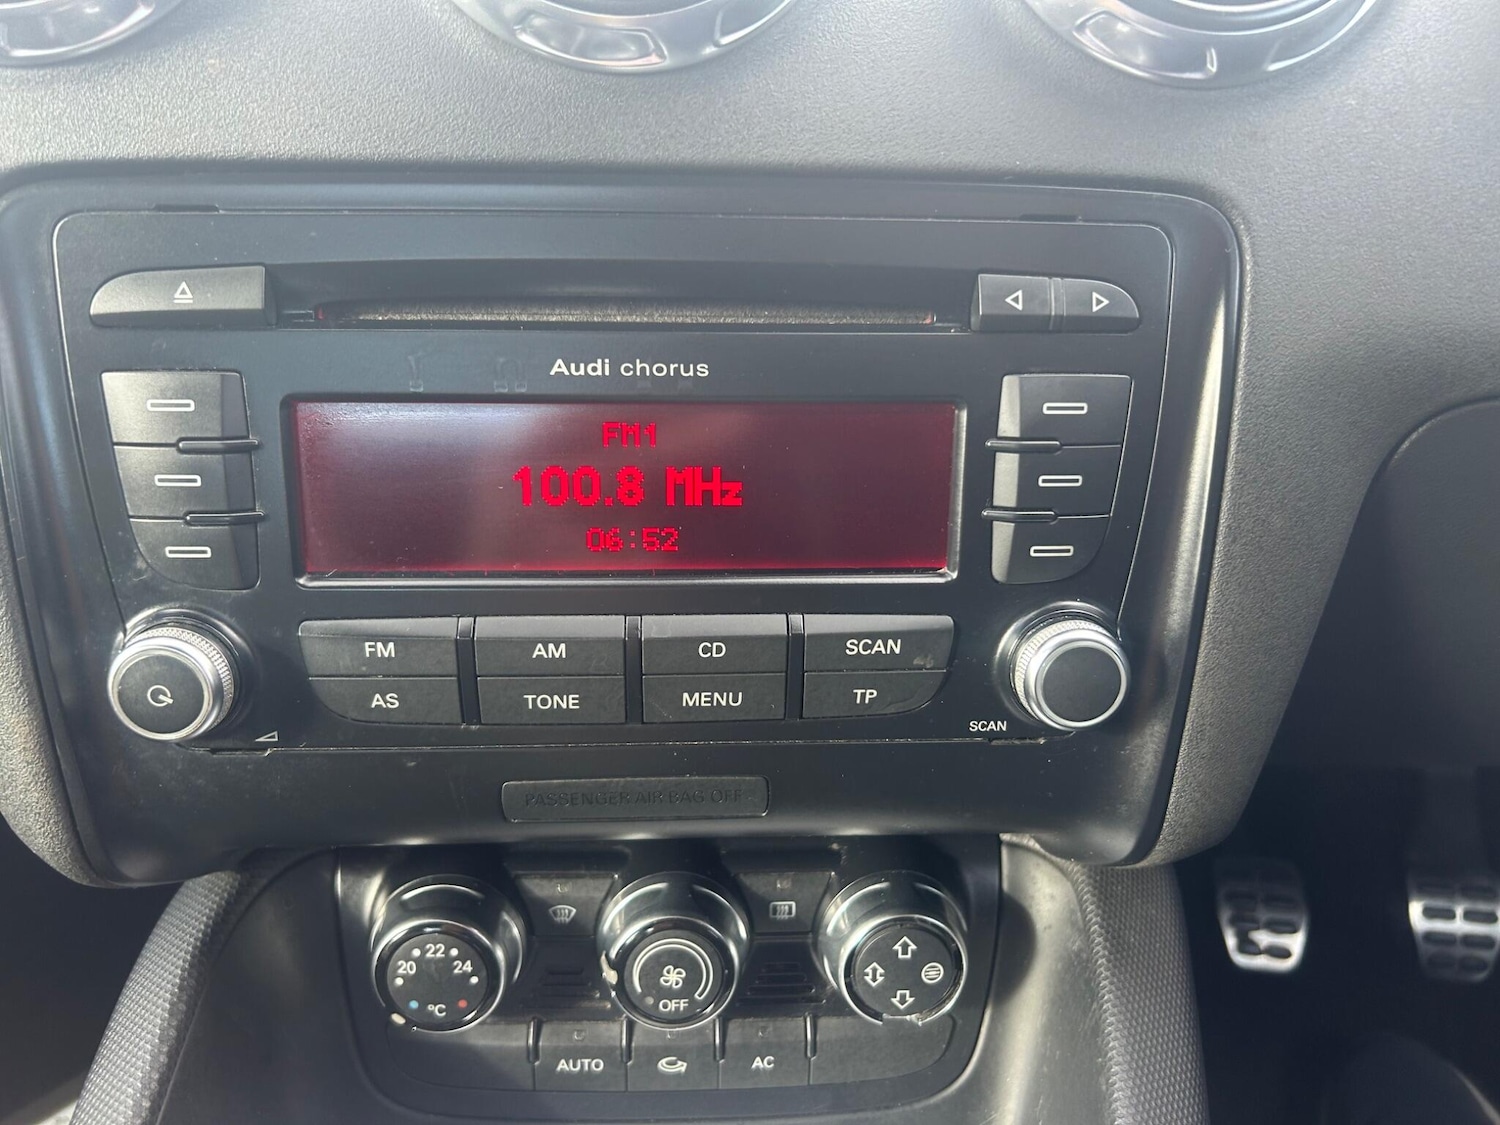 Audi chorus
FM1
100.8 MHz
06:52
FM AM CD SCAN
AS TONE MENU TP
SCAN
PASSENGER AIR BAG OFF
20 22 24
°C
OFF
AUTO AC